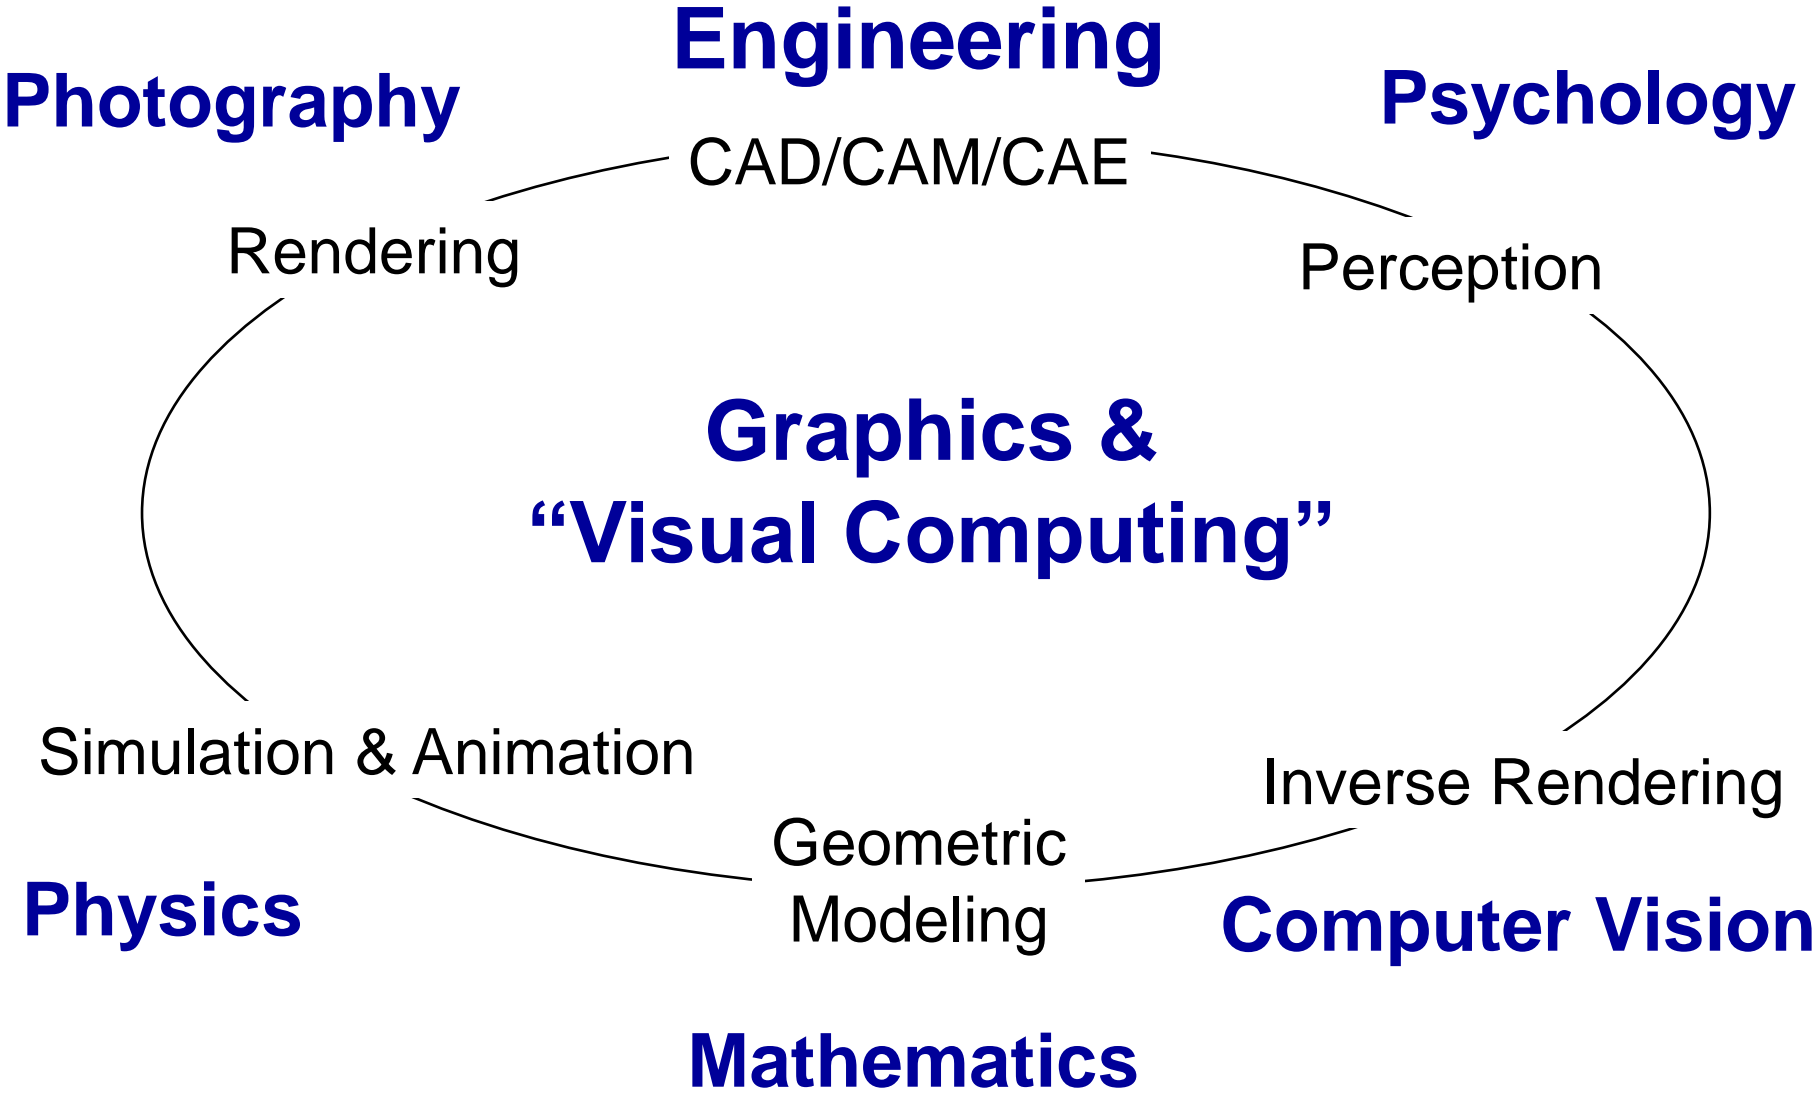 Engineering
Photography
Psychology
CAD/CAM/CAE
Rendering
Perception
Graphics &
“Visual Computing”
Simulation & Animation
Inverse Rendering
Geometric
Modeling
Physics
Computer Vision
Mathematics